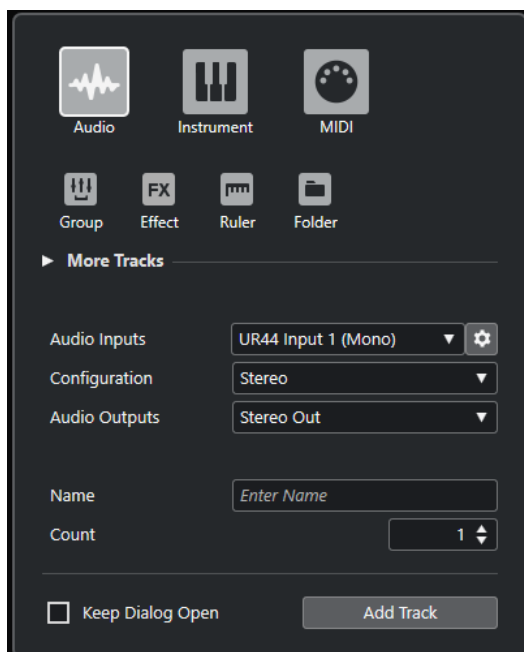 Audio Instrument MIDI
FX
Group Effect Ruler Folder
More Tracks
Audio Inputs UR44 Input 1 (Mono)
Configuration Stereo
Audio Outputs Stereo Out
Name Enter Name
Count 1
Keep Dialog Open Add Track